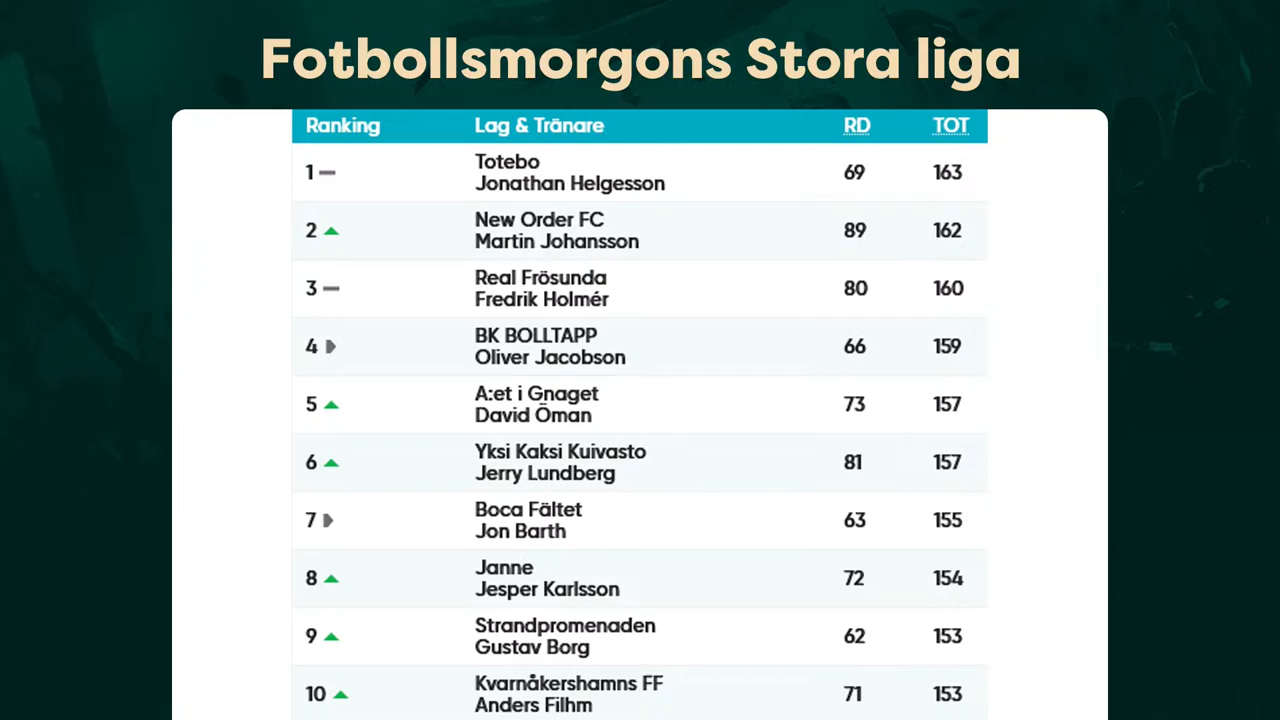 Fotbollsmorgons Stora liga
Ranking Lag & Tränare RD TOT
1 Totebo 69 163
Jonathan Helgesson
2 New Order FC 89 162
Martin Johansson
3 Real Frösunda 80 160
Fredrik Holmér
4 BK BOLLTAPP 66 159
Oliver Jacobson
5 A:et i Gnaget 73 157
David Öman
6 Yksi Kaksi Kuivasto 81 157
Jerry Lundberg
7 Boca Fältet 63 155
Jon Barth
8 Janne 72 154
Jesper Karlsson
9 Strandpromenaden 62 153
Gustav Borg
10 Kvarnåkershamns FF 71 153
Anders Filhm